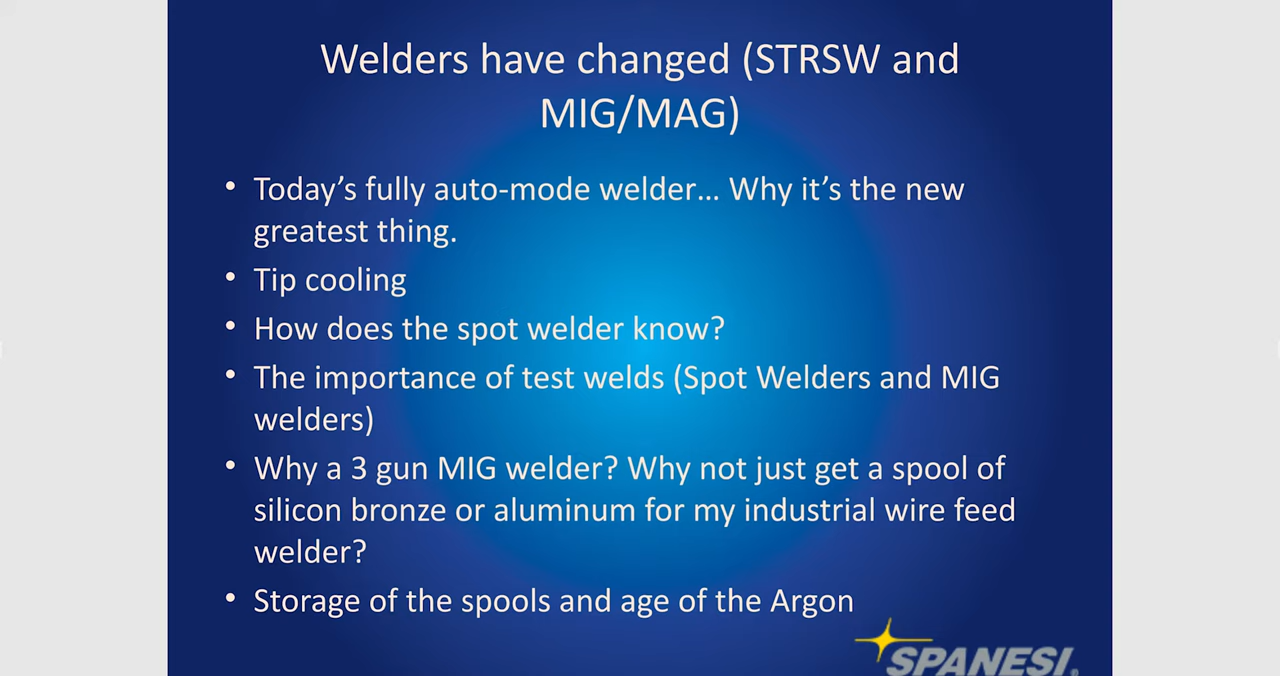 Welders have changed (STRSW and
MIG/MAG)
• Today’s fully auto-mode welder… Why it’s the new
greatest thing.
• Tip cooling
• How does the spot welder know?
• The importance of test welds (Spot Welders and MIG
welders)
• Why a 3 gun MIG welder? Why not just get a spool of
silicon bronze or aluminum for my industrial wire feed
welder?
• Storage of the spools and age of the Argon
SPANESI®